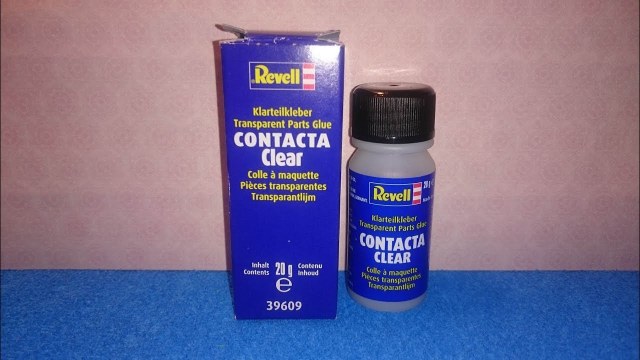 Revell
Klarteilkleber
Transparent Parts Glue
CONTACTA
Clear
Colle à maquette
Pièces transparentes
Transparantlijm
Inhalt Contents 20 g e Contenu Inhoud
39609
Revell
20 g
Klarteilkleber
Transparent Parts Glue
CONTACTA
CLEAR
Colle à maquette
Pièces transparentes
Transparantlijm